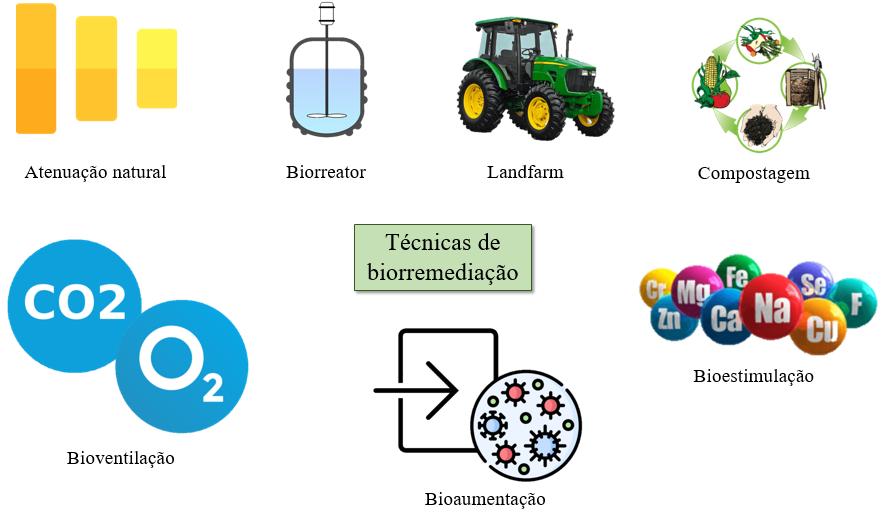 Atenuação natural
Biorreator
Landfarm
Compostagem
Técnicas de
biorremediação
CO2
O2
Bioventilação
Bioaumentação
Cr
Mg
Fe
Se
F
Zn
Ca
Na
Cu
Bioestimulação